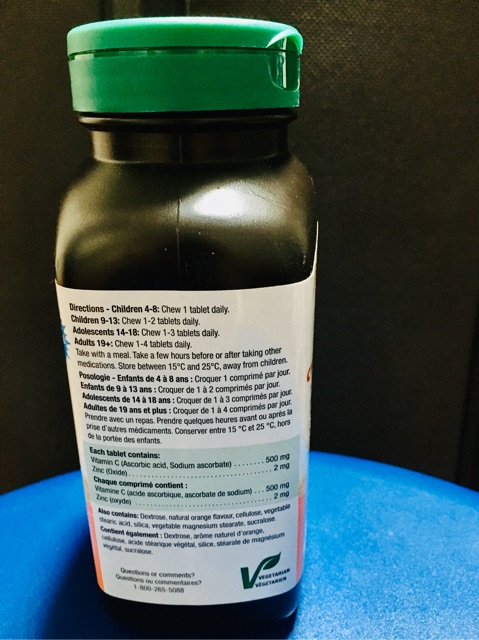 Directions - Children 4-8: Chew 1 tablet daily.
Children 9-13: Chew 1-2 tablets daily.
Adolescents 14-18: Chew 1-3 tablets daily.
Adults 19+: Chew 1-4 tablets daily.
Take with a meal. Take a few hours before or after taking other
medications. Store between 15°C and 25°C, away from children.
Posologie - Enfants de 4 à 8 ans : Croquer 1 comprimé par jour.
Enfants de 9 à 13 ans : Croquer de 1 à 2 comprimés par jour.
Adolescents de 14 à 18 ans : Croquer de 1 à 3 comprimés par jour.
Adultes de 19 ans et plus : Croquer de 1 à 4 comprimés par jour.
Prendre avec un repas. Prendre quelques heures avant ou après la
prise d'autres médicaments. Conserver entre 15 °C et 25 °C, hors
de la portée des enfants.
Each tablet contains:
Vitamin C (Ascorbic acid, Sodium ascorbate) ........ 500 mg
Zinc (Oxide) ........ 2 mg
Chaque comprimé contient :
Vitamine C (acide ascorbique, ascorbate de sodium) .... 500 mg
Zinc (oxyde) ........ 2 mg
Also contains: Dextrose, natural orange flavour, cellulose, vegetable
stearic acid, silica, vegetable magnesium stearate, sucralose.
Contient également : Dextrose, arôme naturel d'orange,
cellulose, acide stéarique végétal, silice, stéarate de magnésium
végétal, sucralose.
Questions or comments?
Questions ou commentaires?
1-800-265-5088
VEGETARIAN
VÉGÉTARIEN